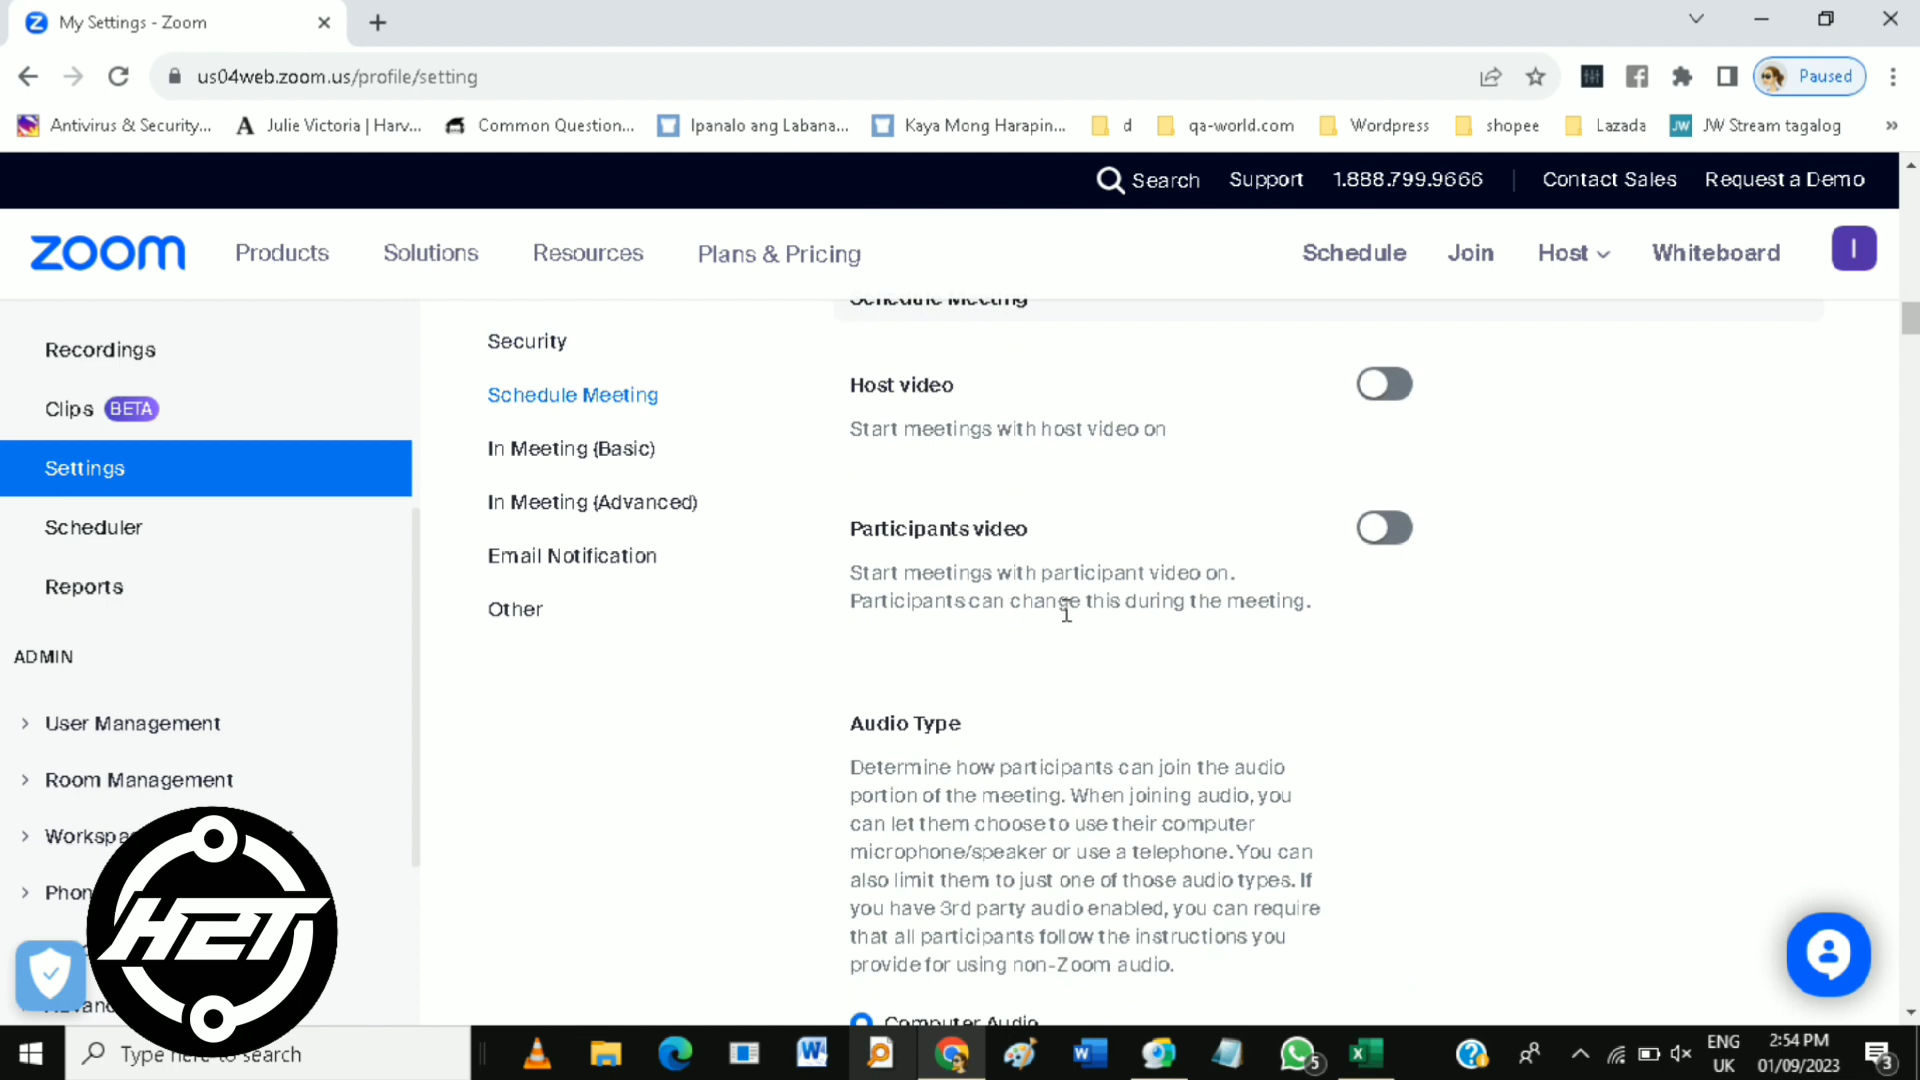 My Settings - Zoom
us04web.zoom.us/profile/setting
Paused
Antivirus & Security...
Julie Victoria | Harv...
Common Question...
Ipanalo ang Labana...
Kaya Mong Harapin...
d
qa-world.com
Wordpress
shopee
Lazada
JW
JW Stream tagalog
Search
Support
1.888.799.9666
Contact Sales
Request a Demo
zoom
Products
Solutions
Resources
Plans & Pricing
Schedule
Join
Host
Whiteboard
I
Recordings
Clips BETA
Settings
Scheduler
Reports
ADMIN
User Management
Room Management
Security
Schedule Meeting
In Meeting (Basic)
In Meeting (Advanced)
Email Notification
Other
Schedule Meeting
Host video
Start meetings with host video on
Participants video
Start meetings with participant video on.
Participants can change this during the meeting.
Audio Type
Determine how participants can join the audio
portion of the meeting. When joining audio, you
can let them choose to use their computer
microphone/speaker or use a telephone. You can
also limit them to just one of those audio types. If
you have 3rd party audio enabled, you can require
that all participants follow the instructions you
provide for using non-Zoom audio.
Computer Audio
H2T
Type here to search
5
ENG
UK
2:54 PM
01/09/2023
3